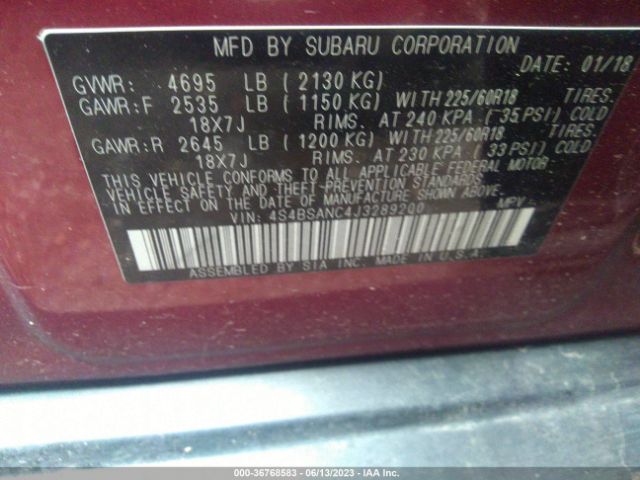 MFD BY SUBARU CORPORATION
DATE: 01/18
GVWR: 4695 LB ( 2130 KG)
GAWR: F 2535 LB ( 1150 KG) WITH 225/60R18 TIRES.
18X7J RIMS. AT 240 KPA ( 35 PSI) COLD
GAWR: R 2645 LB ( 1200 KG) WITH 225/60R18 TIRES.
18X7J RIMS. AT 230 KPA ( 33 PSI) COLD
THIS VEHICLE CONFORMS TO ALL APPLICABLE FEDERAL MOTOR
VEHICLE SAFETY AND THEFT-PREVENTION STANDARDS
IN EFFECT ON THE DATE OF MANUFACTURE SHOWN ABOVE.
VIN: 4S4BSANC4J3289200 MPV
ASSEMBLED BY SIA INC. MADE IN U.S.A.
000-36768583 - 06/13/2023 - IAA Inc.